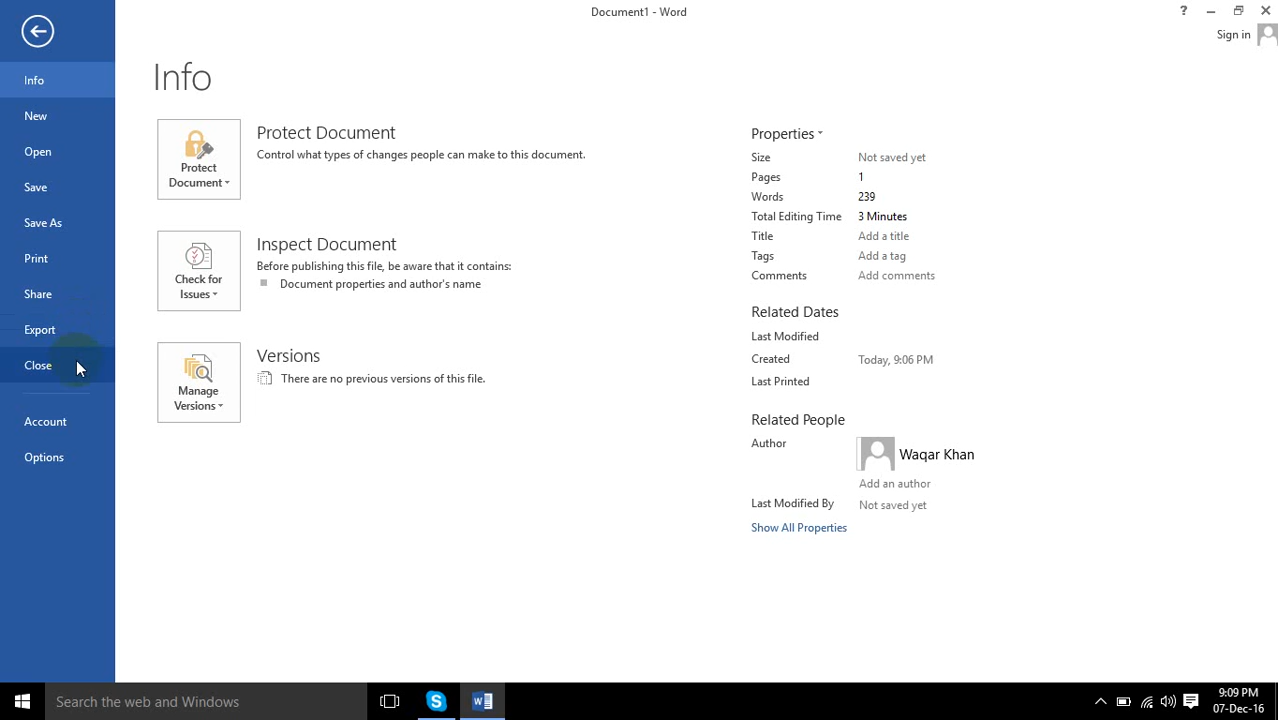 Document1 - Word
?
Sign in
Info
New
Open
Save
Save As
Print
Share
Export
Close
Account
Options
Info
Protect Document
Protect Document
Control what types of changes people can make to this document.
Check for Issues
Inspect Document
Before publishing this file, be aware that it contains:
Document properties and author's name
Manage Versions
Versions
There are no previous versions of this file.
Properties
Size Not saved yet
Pages 1
Words 239
Total Editing Time 3 Minutes
Title Add a title
Tags Add a tag
Comments Add comments
Related Dates
Last Modified
Created Today, 9:06 PM
Last Printed
Related People
Author Waqar Khan
Add an author
Last Modified By Not saved yet
Show All Properties
Search the web and Windows
9:09 PM
07-Dec-16